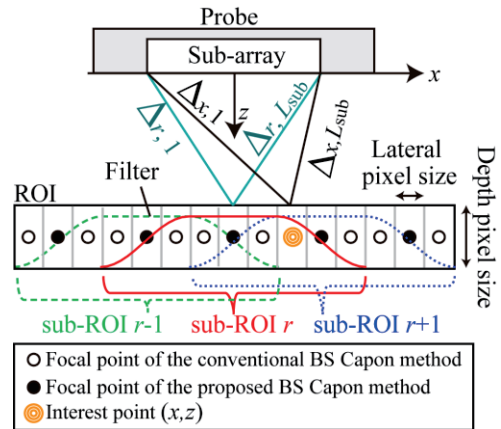 Probe
Sub-array
x
z
Δr, 1
Δx, 1
Δr, Lsub
Δx, Lsub
Lateral
pixel size
Depth pixel size
ROI
Filter
sub-ROI r-1
sub-ROI r
sub-ROI r+1
Focal point of the conventional BS Capon method
Focal point of the proposed BS Capon method
Interest point (x,z)